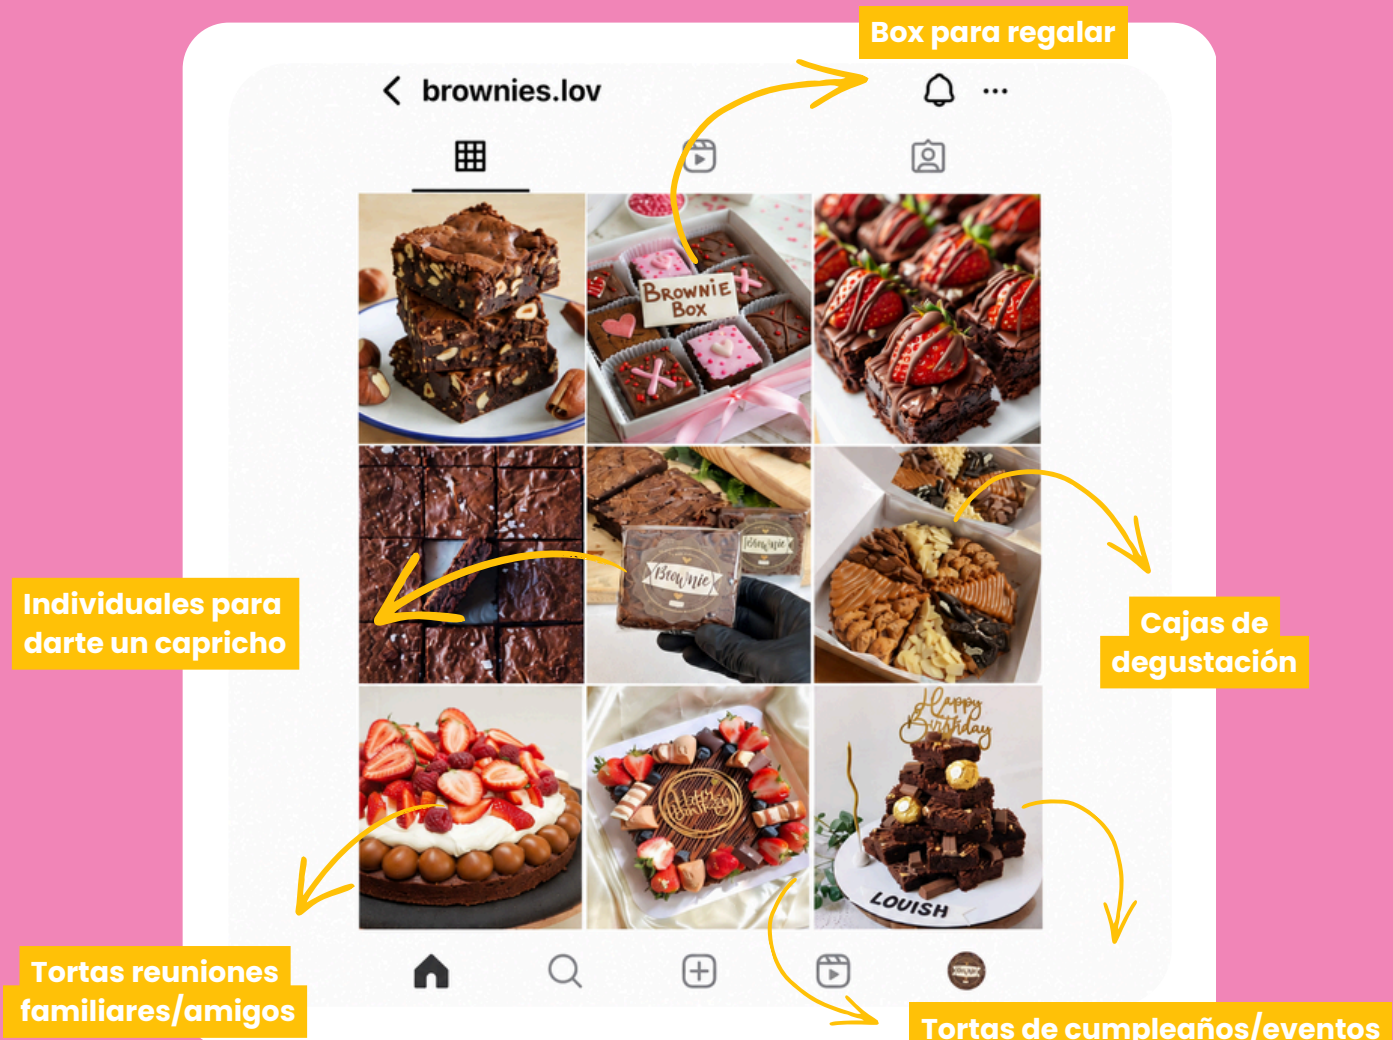 Box para regalar
brownies.lov
BROWNIE
BOX
Brownie
Brownie
Individuales para
darte un capricho
Cajas de
degustación
Happy
Birthday
LOUISH
Tortas reuniones
familiares/amigos
Tortas de cumpleaños/eventos